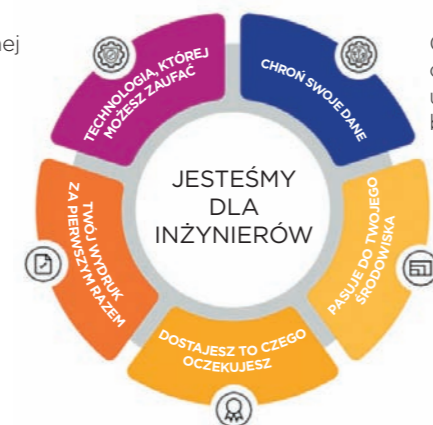 nej
TECHNOLOGIA, KTÓREJ
MOŻESZ ZAUFAĆ
CHROŃ SWOJE DANE
JESTEŚMY
DLA
INŻYNIERÓW
TWÓJ WYDRUK
ZA PIERWSZYM RAZEM
PASUJE DO TWOJEGO
ŚRODOWISKA
DOSTAJESZ TO CZEGO
OCZEKUJESZ